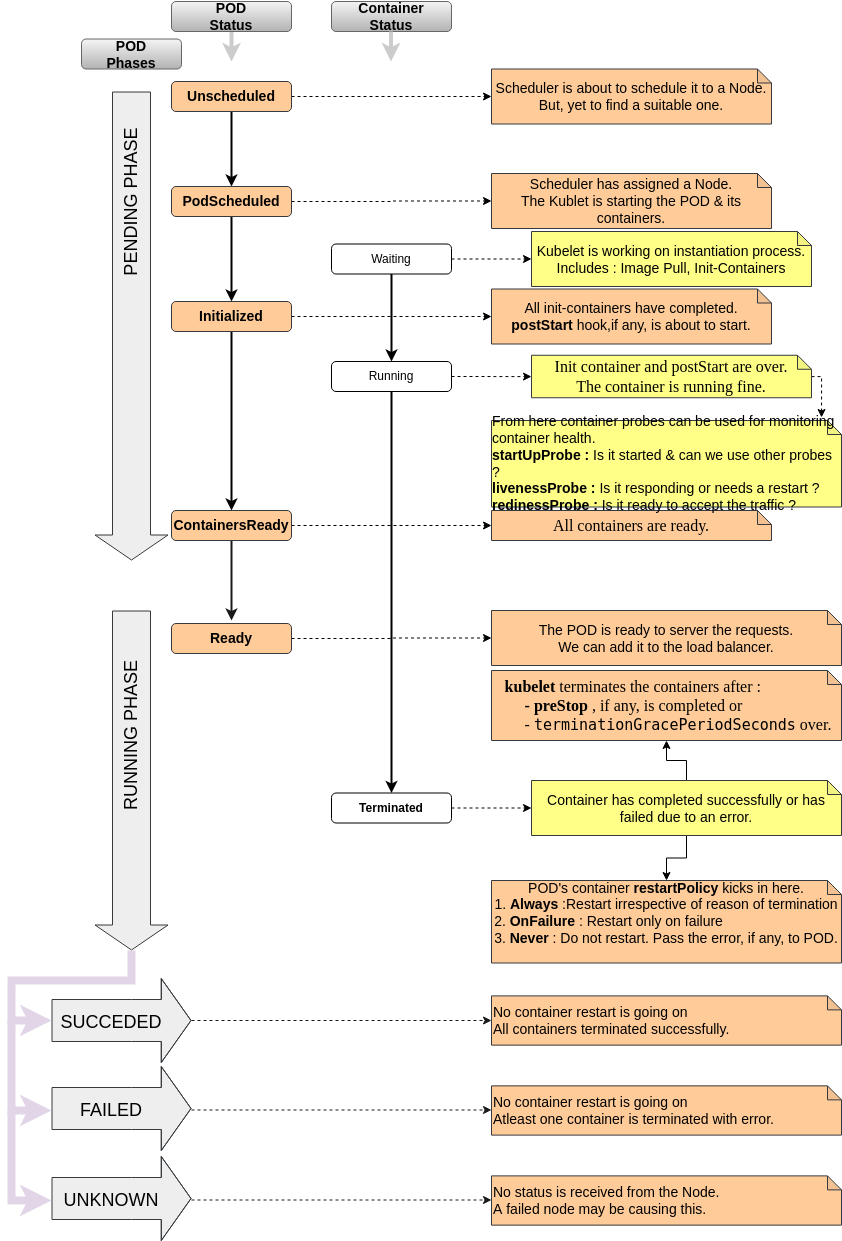 POD
Status
Container
Status
POD
Phases
PENDING PHASE
Unscheduled
Scheduler is about to schedule it to a Node.
But, yet to find a suitable one.
PodScheduled
Scheduler has assigned a Node.
The Kublet is starting the POD & its
containers.
Waiting
Kubelet is working on instantiation process.
Includes : Image Pull, Init-Containers
Initialized
All init-containers have completed.
postStart hook,if any, is about to start.
Running
Init container and postStart are over.
The container is running fine.
From here container probes can be used for monitoring
container health.
startUpProbe : Is it started & can we use other probes
?
livenessProbe : Is it responding or needs a restart ?
redinessProbe : Is it ready to accept the traffic ?
ContainersReady
All containers are ready.
RUNNING PHASE
Ready
The POD is ready to server the requests.
We can add it to the load balancer.
kubelet terminates the containers after :
- preStop , if any, is completed or
- terminationGracePeriodSeconds over.
Terminated
Container has completed successfully or has
failed due to an error.
POD's container restartPolicy kicks in here.
1. Always :Restart irrespective of reason of termination
2. OnFailure : Restart only on failure
3. Never : Do not restart. Pass the error, if any, to POD.
SUCCEDED
No container restart is going on
All containers terminated successfully.
FAILED
No container restart is going on
Atleast one container is terminated with error.
UNKNOWN
No status is received from the Node.
A failed node may be causing this.